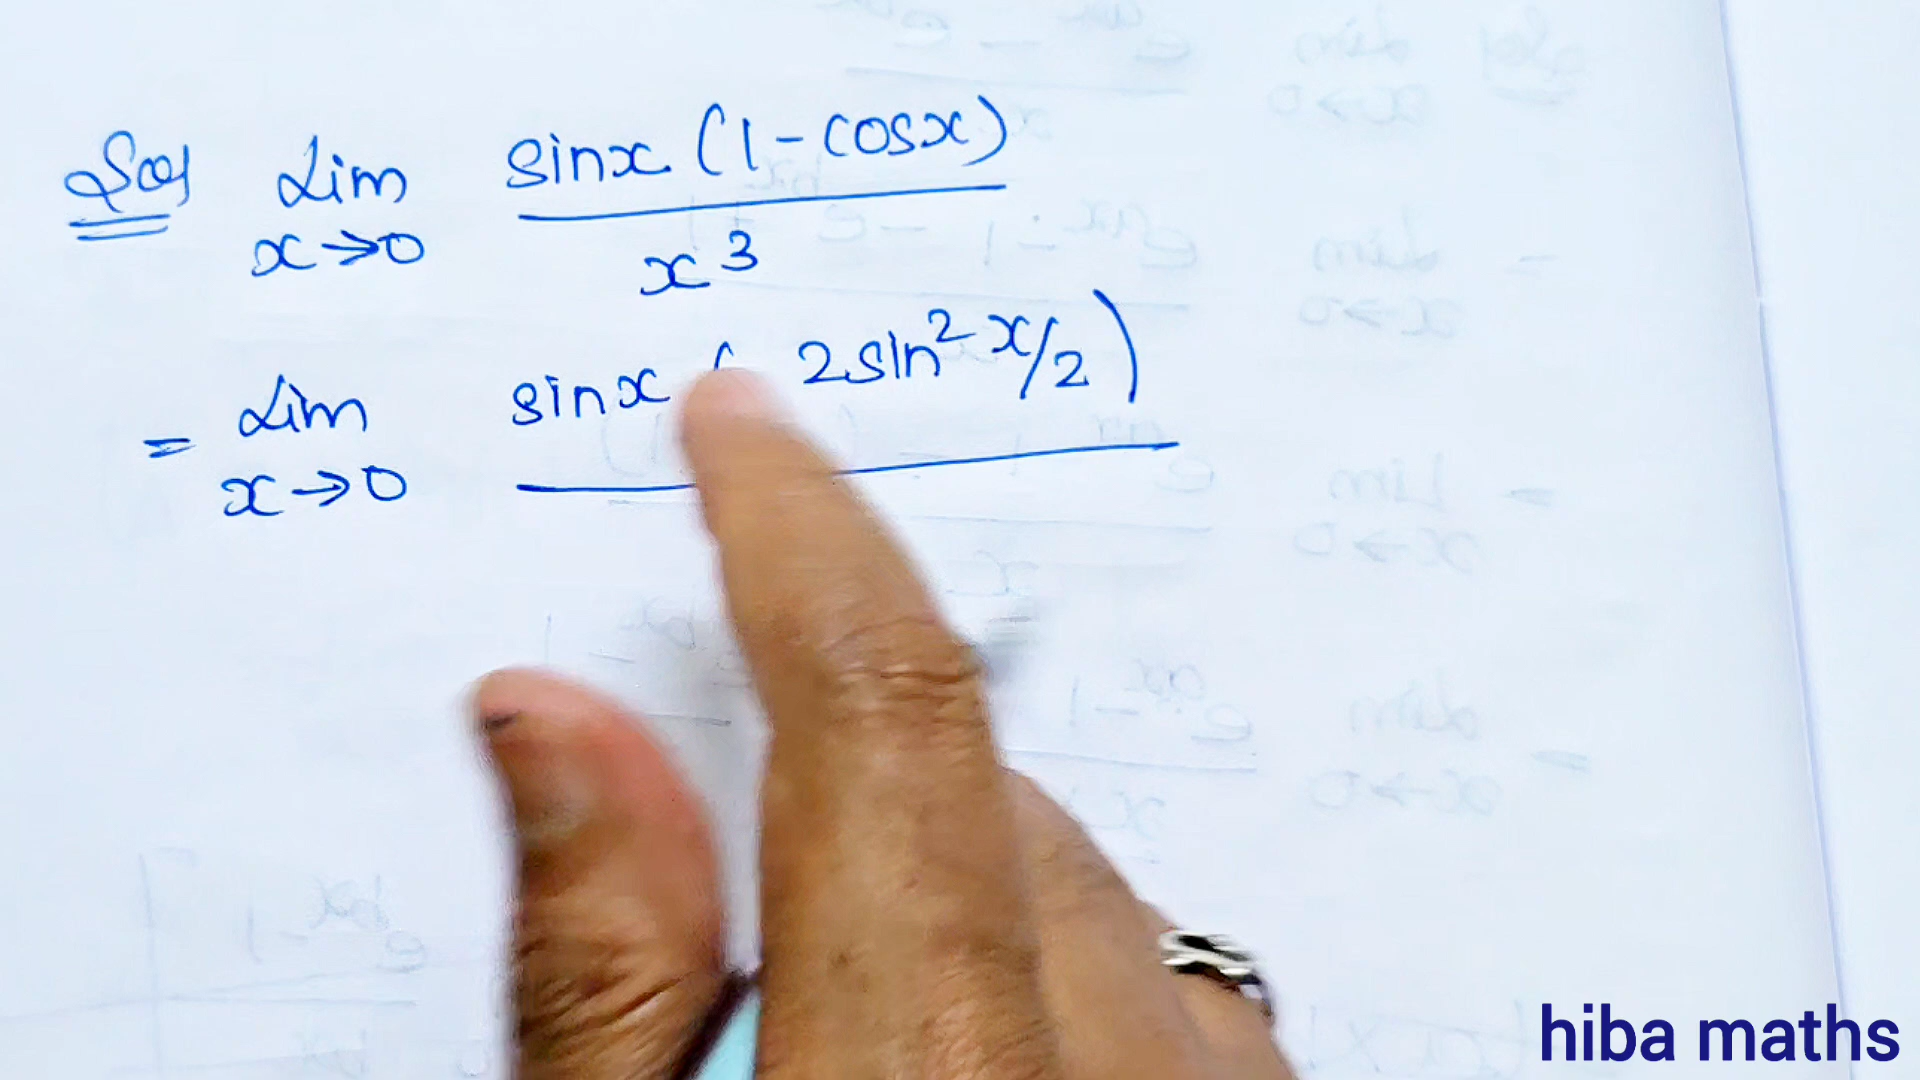 Sol Lim sinx (1-cosx)
x→0 x³
= Lim sinx ( 2sin² x/2 )
x→0
hiba maths